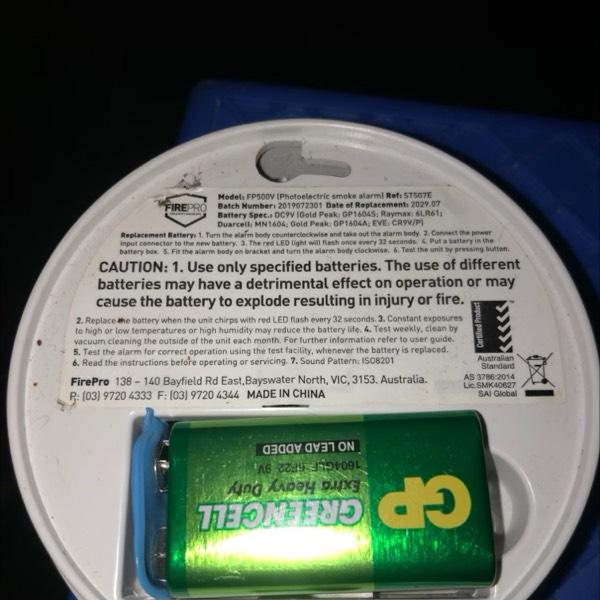 FIREPRO
Model: FP500V (Photoelectric smoke alarm) Ref: ST507E
Batch Number: 2019072301 Date of Replacement: 2029.07
Battery Spec.: DC9V (Gold Peak: GP1604S; Raymax: 6LR61;
Duarcell: MN1604; Gold Peak: GP1604A; EVE: CR9V/P)
Replacement Battery: 1. Turn the alarm body counterclockwise and take out the alarm body. 2. Connect the power
input connector to the new battery. 3. The red LED light will flash once every 32 seconds. 4. Put a battery in the
battery box. 5. Fit the alarm body on bracket and turn the alarm body clockwise. 6. Test the unit by pressing button.
CAUTION: 1. Use only specified batteries. The use of different
batteries may have a detrimental effect on operation or may
cause the battery to explode resulting in injury or fire.
2. Replace the battery when the unit chirps with red LED flash every 32 seconds. 3. Constant exposures
to high or low temperatures or high humidity may reduce the battery life. 4. Test weekly, clean by
vacuum cleaning the outside of the unit each month. For further information refer to user guide.
5. Test the alarm for correct operation using the test facility, whenever the battery is replaced.
6. Read the instructions before operating or servicing. 7. Sound Pattern: ISO8201
FirePro 138 – 140 Bayfield Rd East,Bayswater North, VIC, 3153. Australia.
P: (03) 9720 4333 F: (03) 9720 4344 MADE IN CHINA
Certified Product
Australian
Standard
AS 3786:2014
Lic.SMK40627
SAI Global
NO LEAD ADDED
1604GLF 6F22 9V
Extra Heavy Duty
GREENCELL
GP